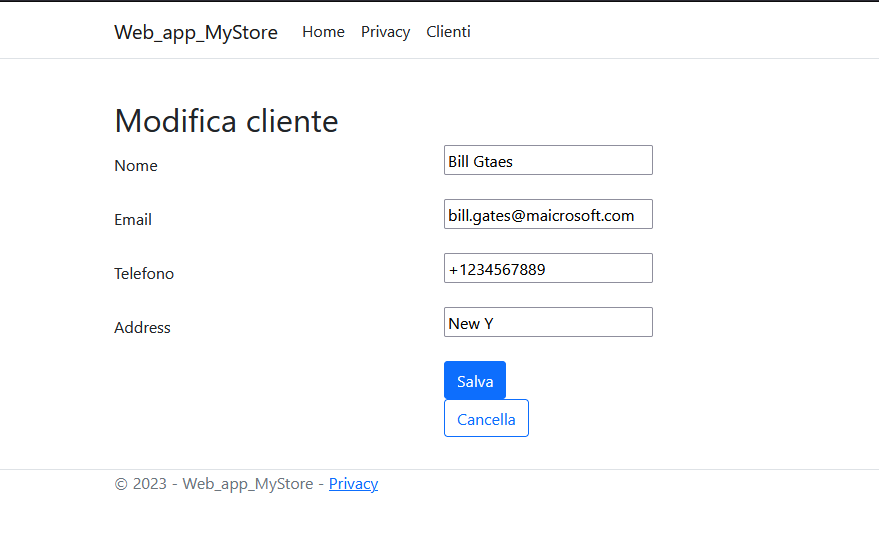 Web_app_MyStore Home Privacy Clienti
Modifica cliente
Nome Bill Gtaes
Email bill.gates@maicrosoft.com
Telefono +1234567889
Address New Y
Salva
Cancella
© 2023 - Web_app_MyStore - Privacy